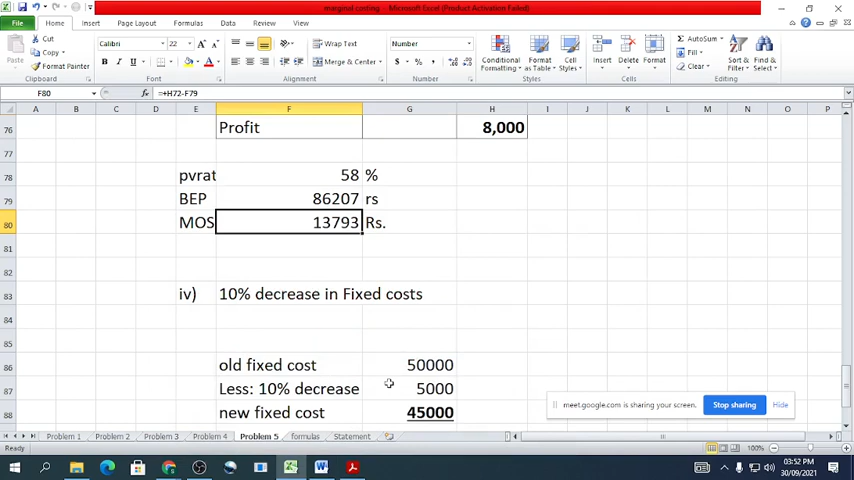 marginal costing - Microsoft Excel (Product Activation Failed)
File Home Insert Page Layout Formulas Data Review View
Cut
Copy
Format Painter
Paste
Calibri 22
Wrap Text
Merge & Center
Number
Conditional Formatting Format as Table Cell Styles
Insert Delete Format
AutoSum
Fill
Clear
Sort & Filter Find & Select
Clipboard Font Alignment Number Styles Cells Editing
F80 fx =+H72-F79
A B C D E F G H I J K L M N O P
76 Profit 8,000
77
78 pvrat 58 %
79 BEP 86207 rs
80 MOS 13793 Rs.
81
82
83 iv) 10% decrease in Fixed costs
84
85
86 old fixed cost 50000
87 Less: 10% decrease 5000
88 new fixed cost 45000
meet.google.com is sharing your screen. Stop sharing Hide
Problem 1 Problem 2 Problem 3 Problem 4 Problem 5 formulas Statement
Ready 100%
03:52 PM
30/09/2021